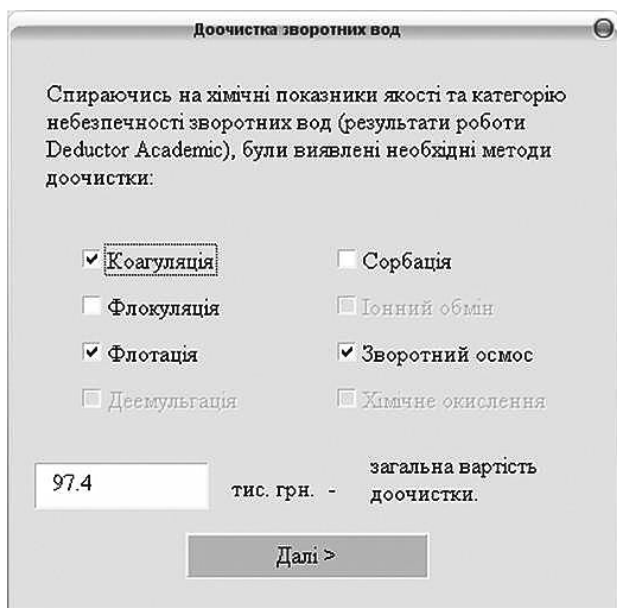 Доочистка зворотних вод
Спираючись на хімічні показники якості та категорію
небезпечності зворотних вод (результати роботи
Deductor Academic), були виявлені необхідні методи
доочистки:
Коагуляція
Сорбація
Флокуляція
Іонний обмін
Флотація
Зворотний осмос
Деемульгація
Хімічне окислення
97.4 тис. грн. - загальна вартість
доочистки.
Далі >